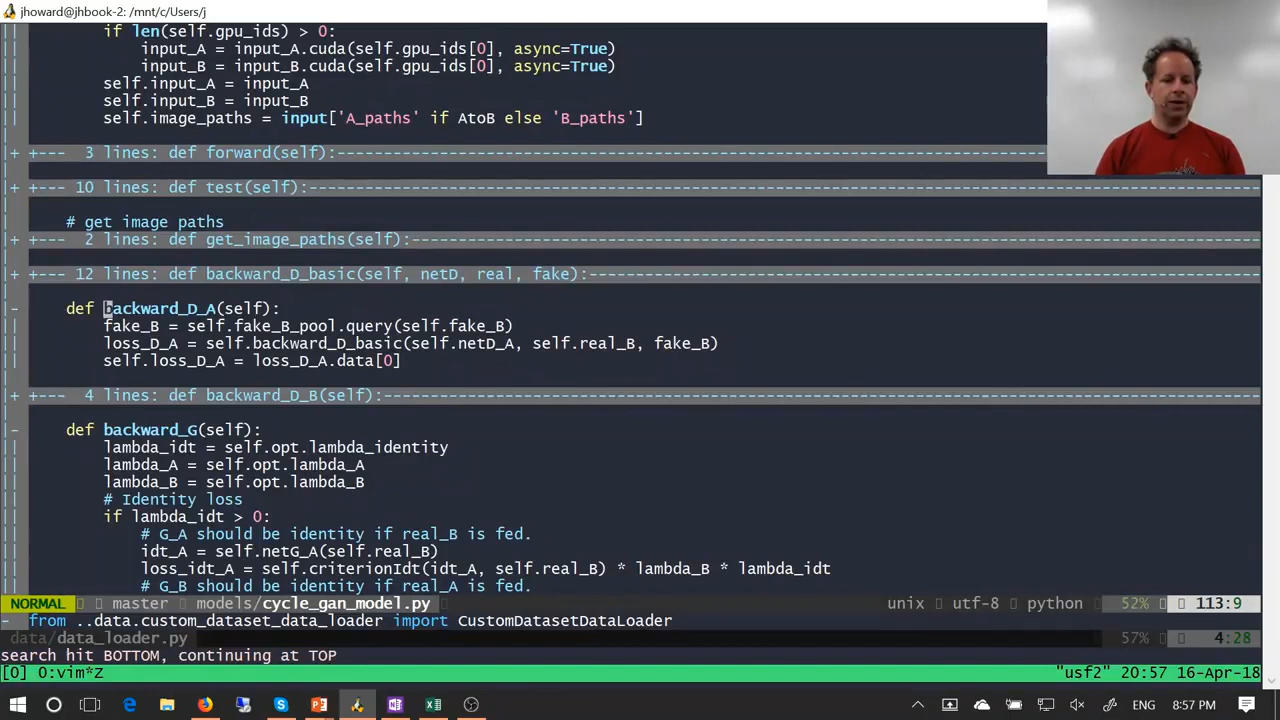 jhoward@jhbook-2: /mnt/c/Users/j
if len(self.gpu_ids) > 0:
input_A = input_A.cuda(self.gpu_ids[0], async=True)
input_B = input_B.cuda(self.gpu_ids[0], async=True)
self.input_A = input_A
self.input_B = input_B
self.image_paths = input['A_paths' if AtoB else 'B_paths']
+ +--- 3 lines: def forward(self):---
+ +--- 10 lines: def test(self):---
# get image paths
+ +--- 2 lines: def get_image_paths(self):---
+ +--- 12 lines: def backward_D_basic(self, netD, real, fake):---
- def backward_D_A(self):
fake_B = self.fake_B_pool.query(self.fake_B)
loss_D_A = self.backward_D_basic(self.netD_A, self.real_B, fake_B)
self.loss_D_A = loss_D_A.data[0]
+ +--- 4 lines: def backward_D_B(self):---
- def backward_G(self):
lambda_idt = self.opt.lambda_identity
lambda_A = self.opt.lambda_A
lambda_B = self.opt.lambda_B
# Identity loss
if lambda_idt > 0:
# G_A should be identity if real_B is fed.
idt_A = self.netG_A(self.real_B)
loss_idt_A = self.criterionIdt(idt_A, self.real_B) * lambda_B * lambda_idt
# G_B should be identity if real_A is fed.
NORMAL master models/cycle_gan_model.py unix utf-8 python 52% 113:9
- from ..data.custom_dataset_data_loader import CustomDatasetDataLoader
data/data_loader.py 57% 4:28
search hit BOTTOM, continuing at TOP
[0] 0:vim*Z "usf2" 20:57 16-Apr-18
ENG 8:57 PM